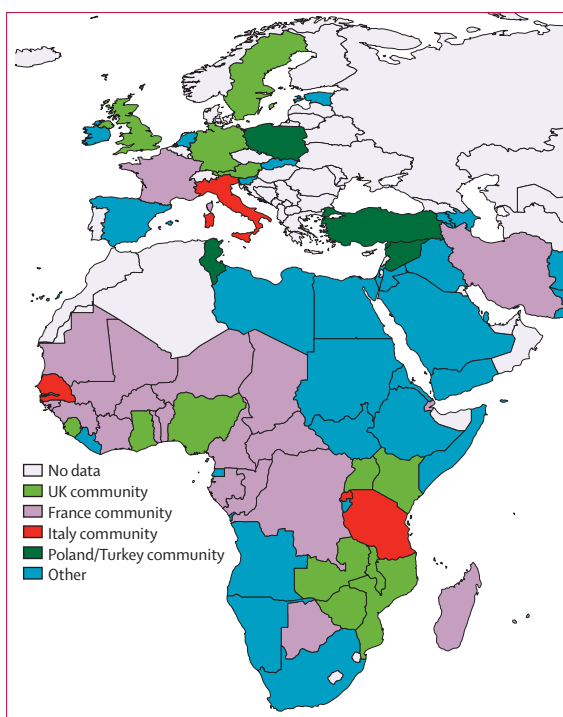 No data
UK community
France community
Italy community
Poland/Turkey community
Other